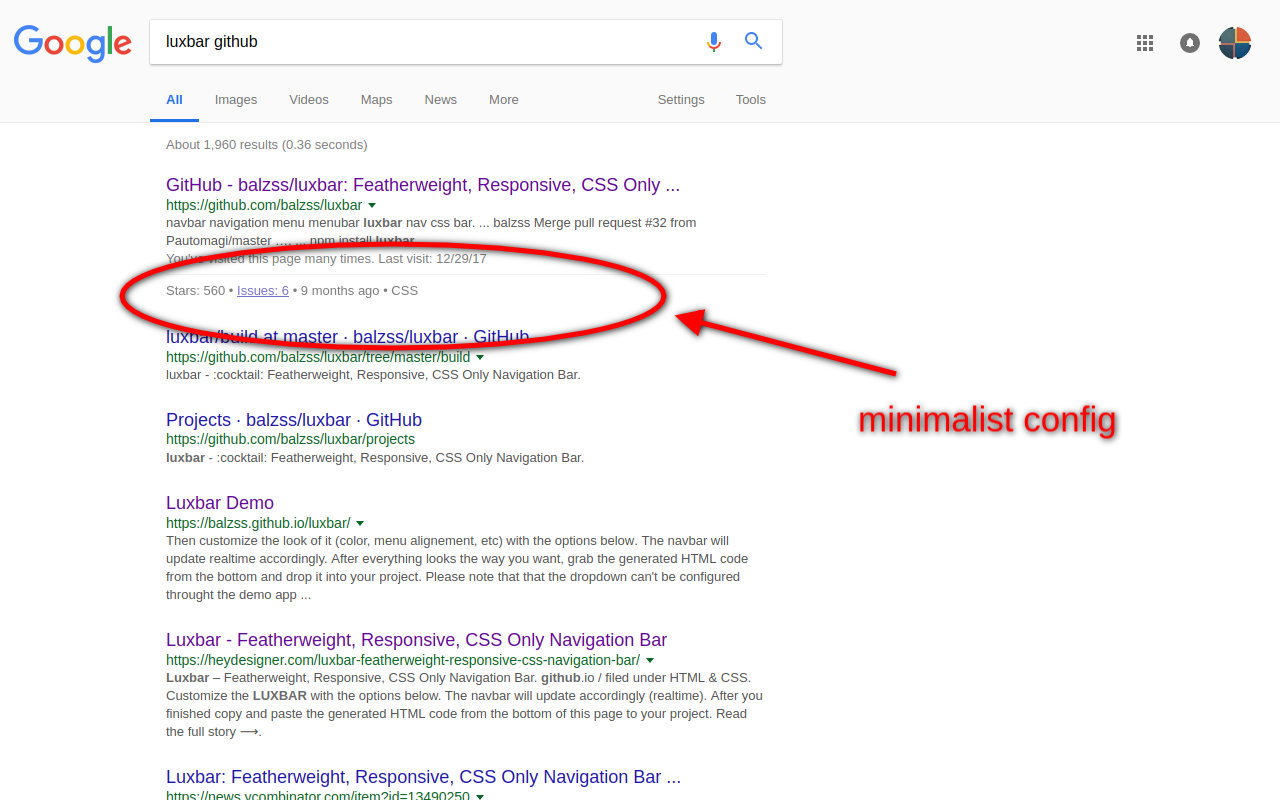 Google
luxbar github
All Images Videos Maps News More Settings Tools
About 1,960 results (0.36 seconds)
GitHub - balzss/luxbar: Featherweight, Responsive, CSS Only ...
https://github.com/balzss/luxbar
navbar navigation menu menubar luxbar nav css bar. ... balzss Merge pull request #32 from
Pautomagi/master …. ... npm install luxbar
You've visited this page many times. Last visit: 12/29/17
Stars: 560 • Issues: 6 • 9 months ago • CSS
luxbar/build at master · balzss/luxbar · GitHub
https://github.com/balzss/luxbar/tree/master/build
luxbar - :cocktail: Featherweight, Responsive, CSS Only Navigation Bar.
minimalist config
Projects · balzss/luxbar · GitHub
https://github.com/balzss/luxbar/projects
luxbar - :cocktail: Featherweight, Responsive, CSS Only Navigation Bar.
Luxbar Demo
https://balzss.github.io/luxbar/
Then customize the look of it (color, menu alignement, etc) with the options below. The navbar will
update realtime accordingly. After everything looks the way you want, grab the generated HTML code
from the bottom and drop it into your project. Please note that that the dropdown can't be configured
throught the demo app ...
Luxbar - Featherweight, Responsive, CSS Only Navigation Bar
https://heydesigner.com/luxbar-featherweight-responsive-css-navigation-bar/
Luxbar – Featherweight, Responsive, CSS Only Navigation Bar. github.io / filed under HTML & CSS.
Customize the LUXBAR with the options below. The navbar will update accordingly (realtime). After you
finished copy and paste the generated HTML code from the bottom of this page to your project. Read
the full story ⟶.
Luxbar: Featherweight, Responsive, CSS Only Navigation Bar ...
https://news.ycombinator.com/item?id=13490250